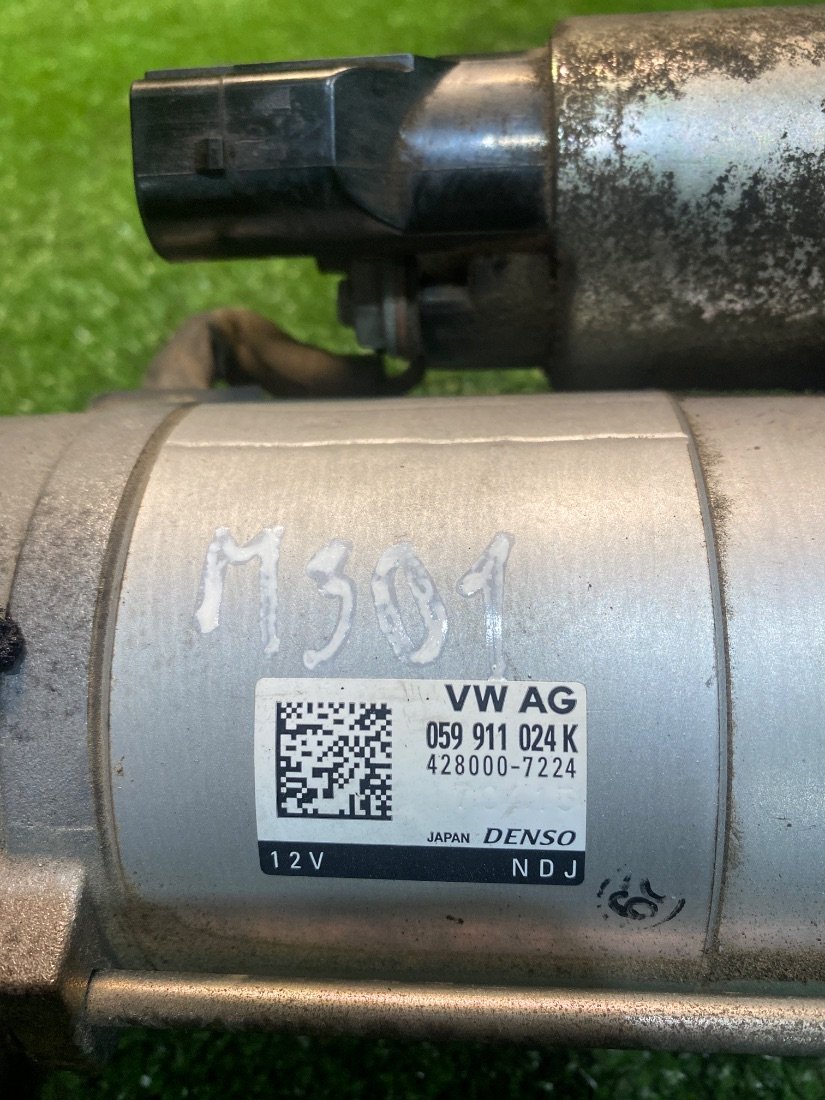 M301
VW AG
059 911 024 K
428000-7224
JAPAN DENSO
12V NDJ